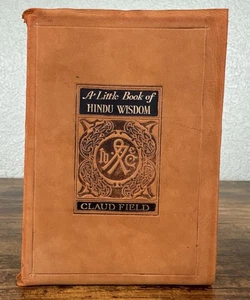 A Little Book of
HINDU WISDOM
CLAUD FIELD